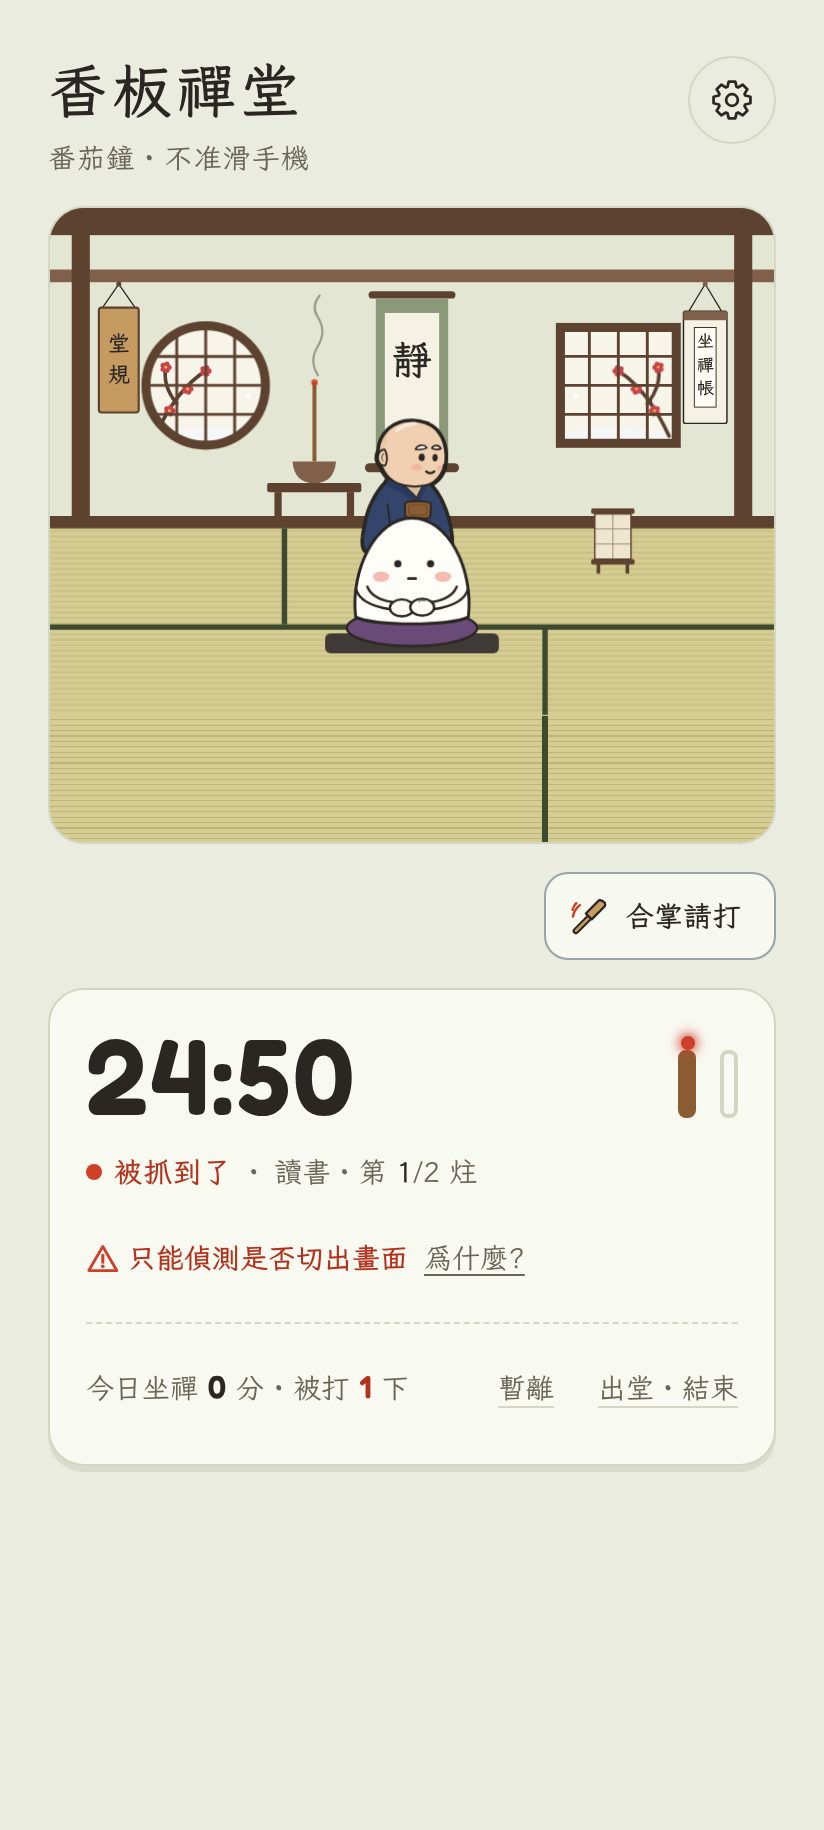 香板禪堂
番茄鐘・不准滑手機
堂規
靜
坐禪帳
合掌請打
24:50
被抓到了・讀書・第 1/2 炷
只能偵測是否切出畫面 為什麼?
今日坐禪 0 分・被打 1 下 暫離 出堂・結束